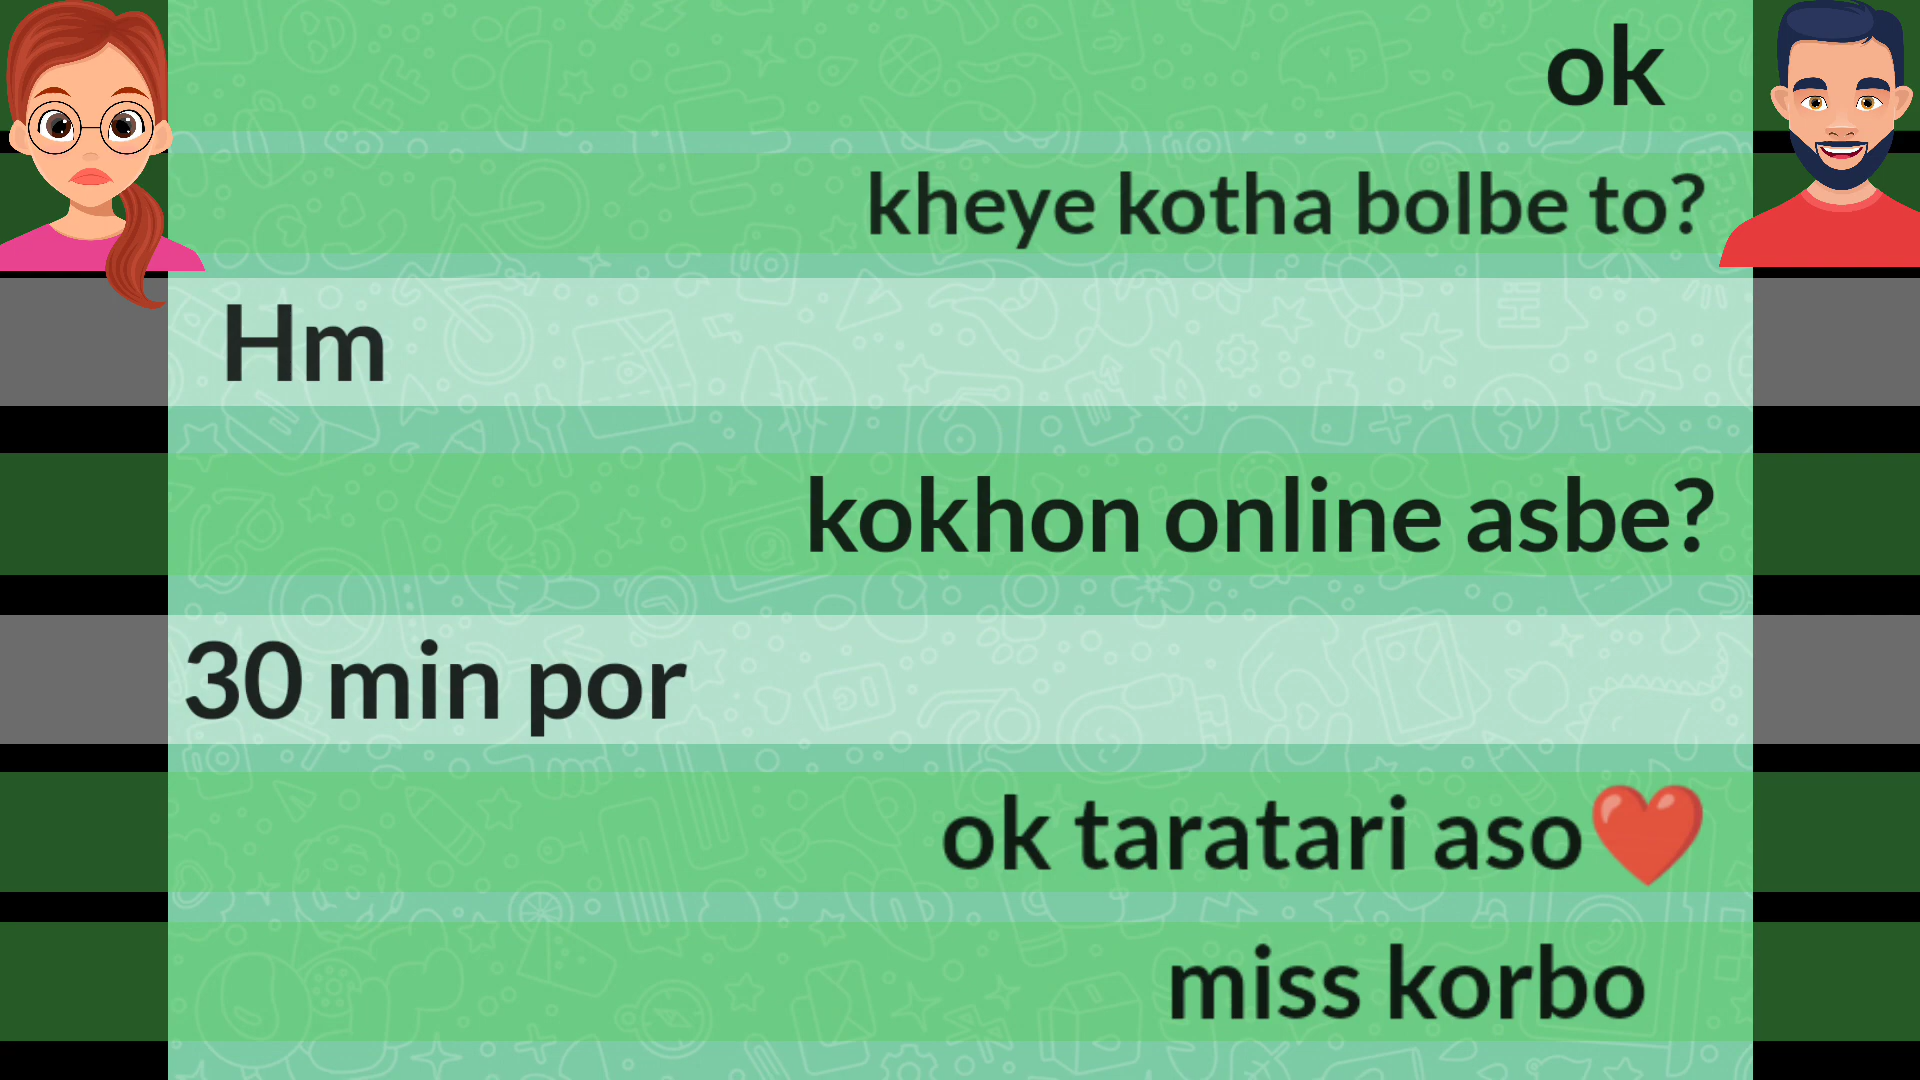 ok
kheye kotha bolbe to?
Hm
kokhon online asbe?
30 min por
ok taratari aso❤️
miss korbo